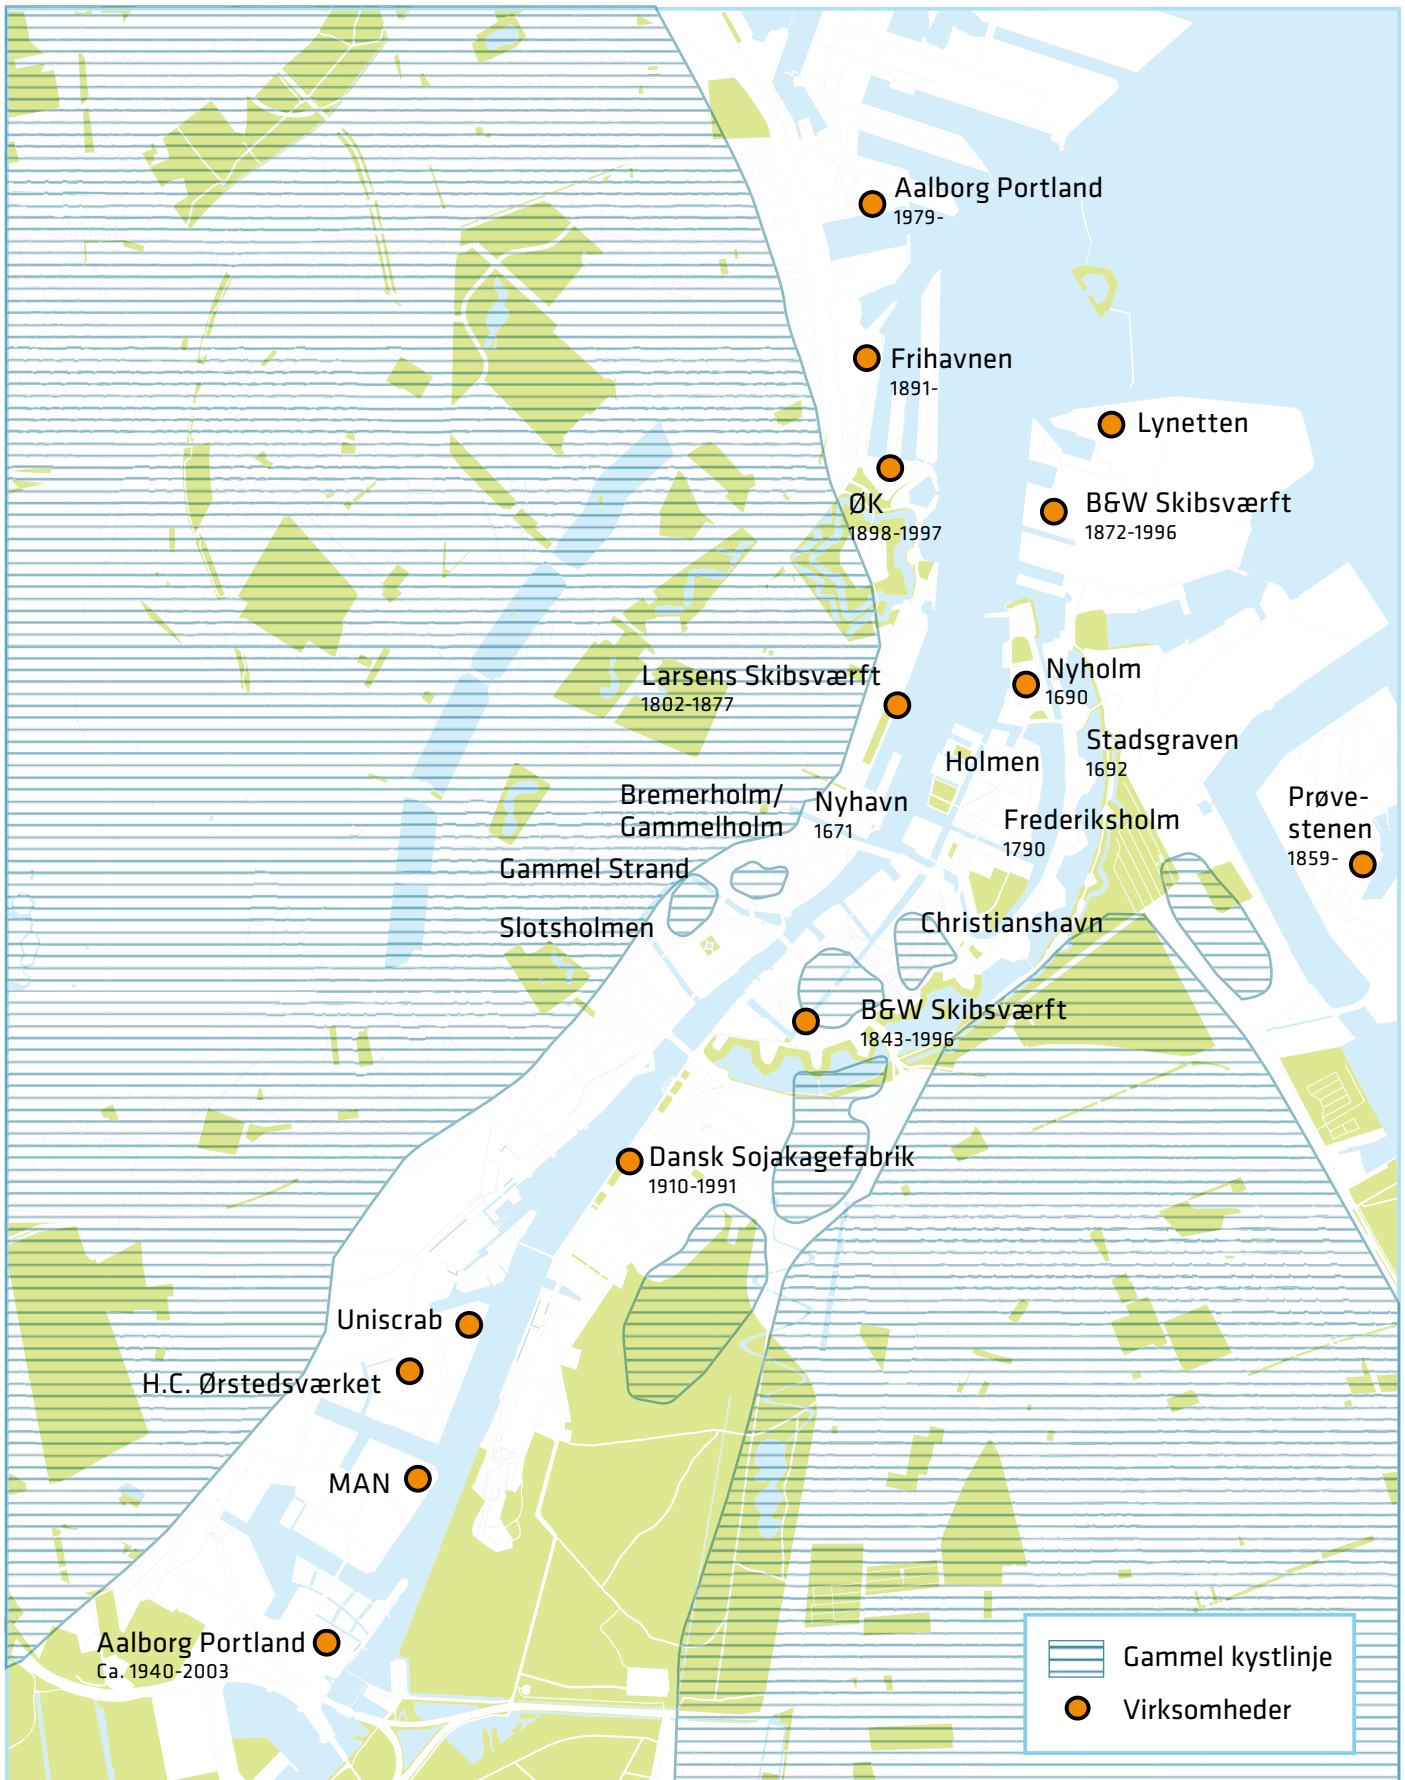 Aalborg Portland
1979-
Frihavnen
1891-
Lynetten
ØK
1898-1997
B&W Skibsværft
1872-1996
Larsens Skibsværft
1802-1877
Nyholm
1690
Holmen
Stadsgraven
1692
Bremerholm/
Gammelholm
Nyhavn
1671
Frederiksholm
1790
Prøve-
stenen
1859-
Gammel Strand
Slotsholmen
Christianshavn
B&W Skibsværft
1843-1996
Dansk Sojakagefabrik
1910-1991
Uniscrab
H.C. Ørstedsværket
MAN
Aalborg Portland
Ca. 1940-2003
Gammel kystlinje
Virksomheder